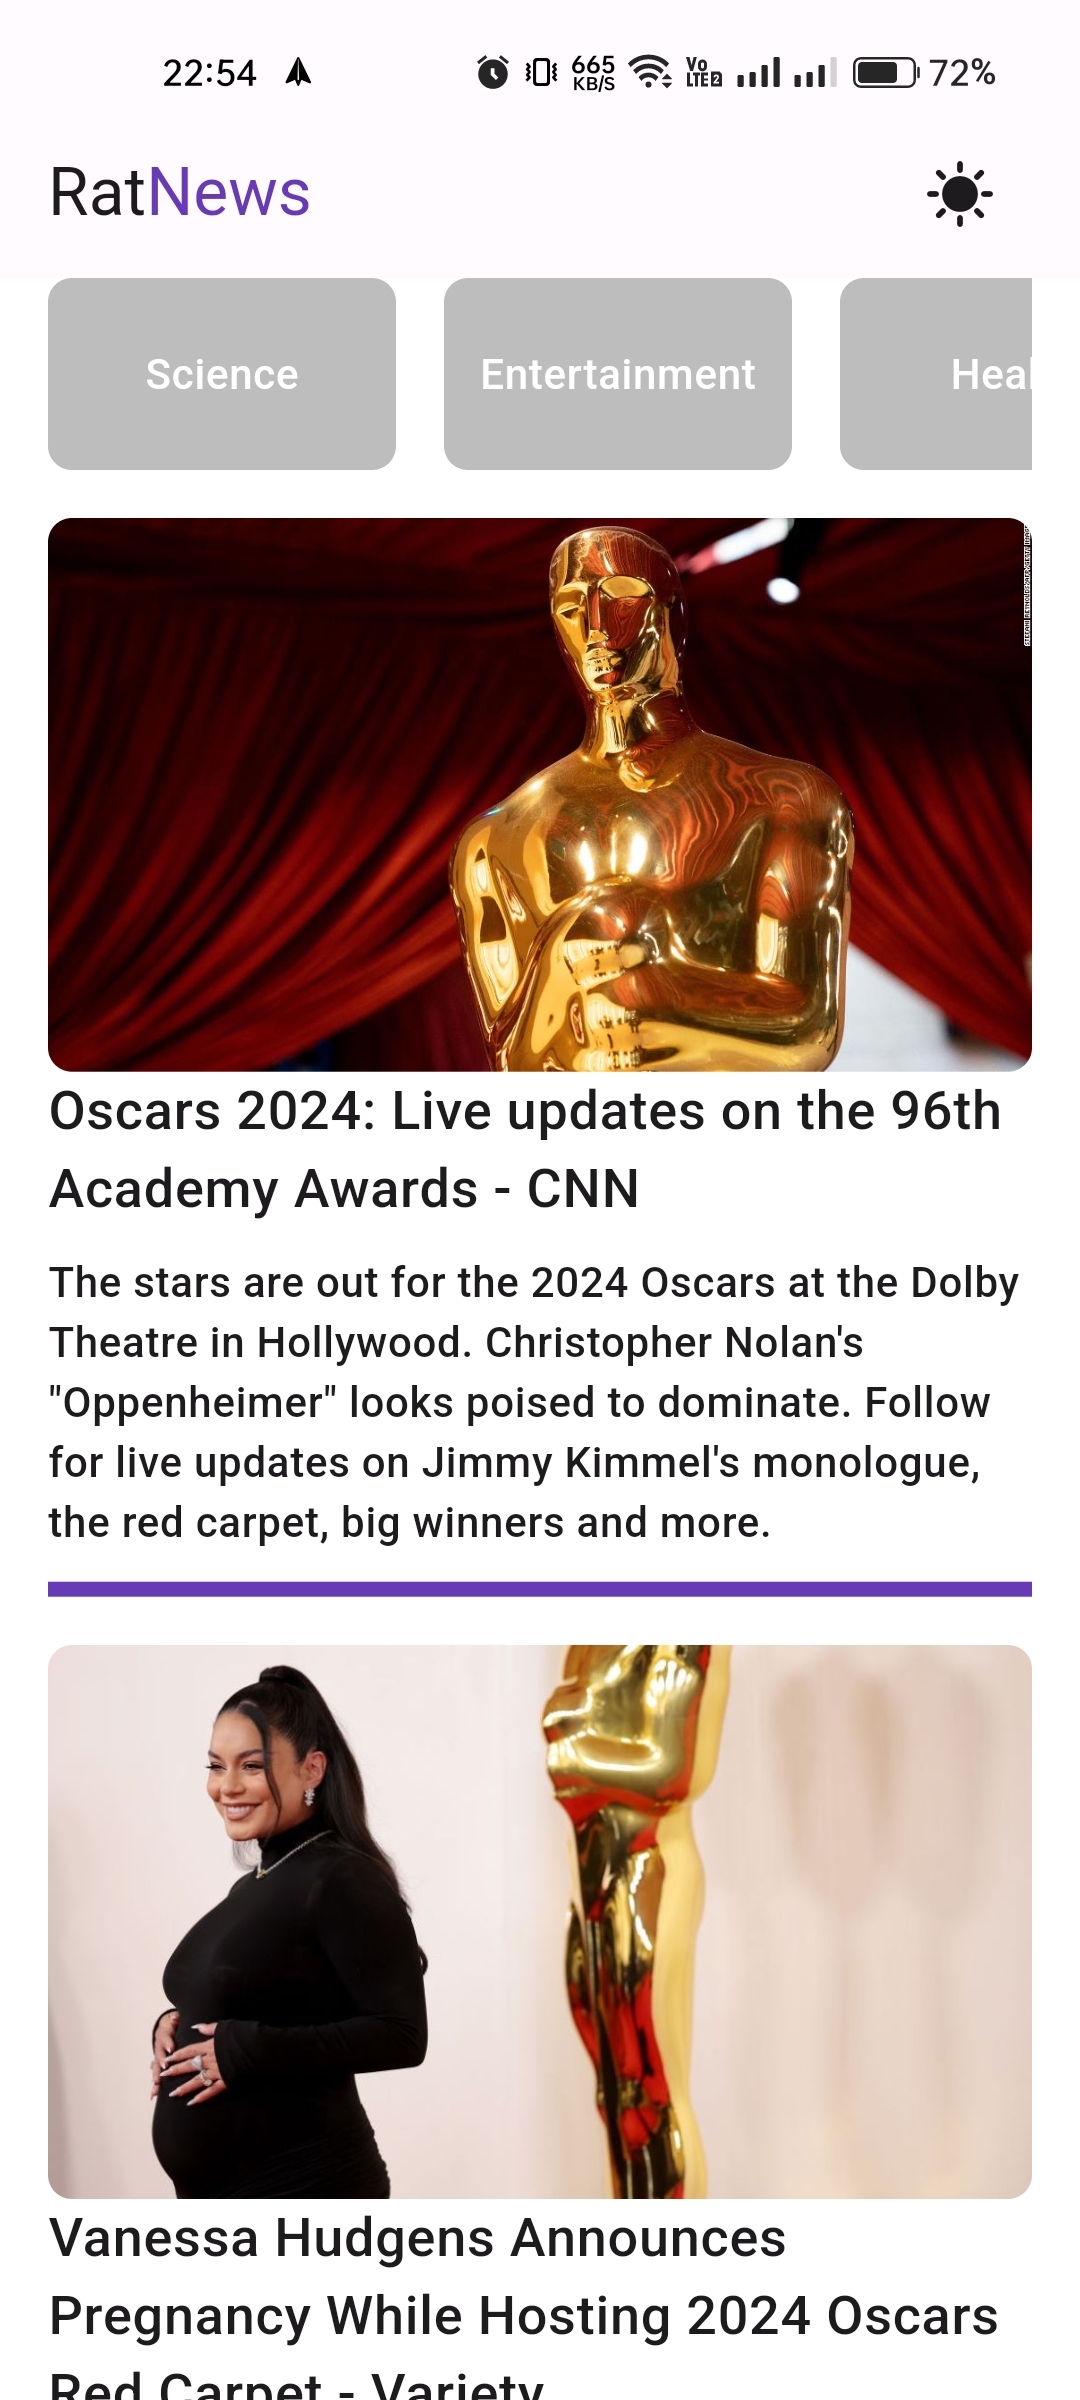 22:54 665 KB/S Vo LTE 2 72%
RatNews
Science Entertainment Heal
Oscars 2024: Live updates on the 96th
Academy Awards - CNN
The stars are out for the 2024 Oscars at the Dolby
Theatre in Hollywood. Christopher Nolan's
"Oppenheimer" looks poised to dominate. Follow
for live updates on Jimmy Kimmel's monologue,
the red carpet, big winners and more.
Vanessa Hudgens Announces
Pregnancy While Hosting 2024 Oscars
Red Carpet - Variety